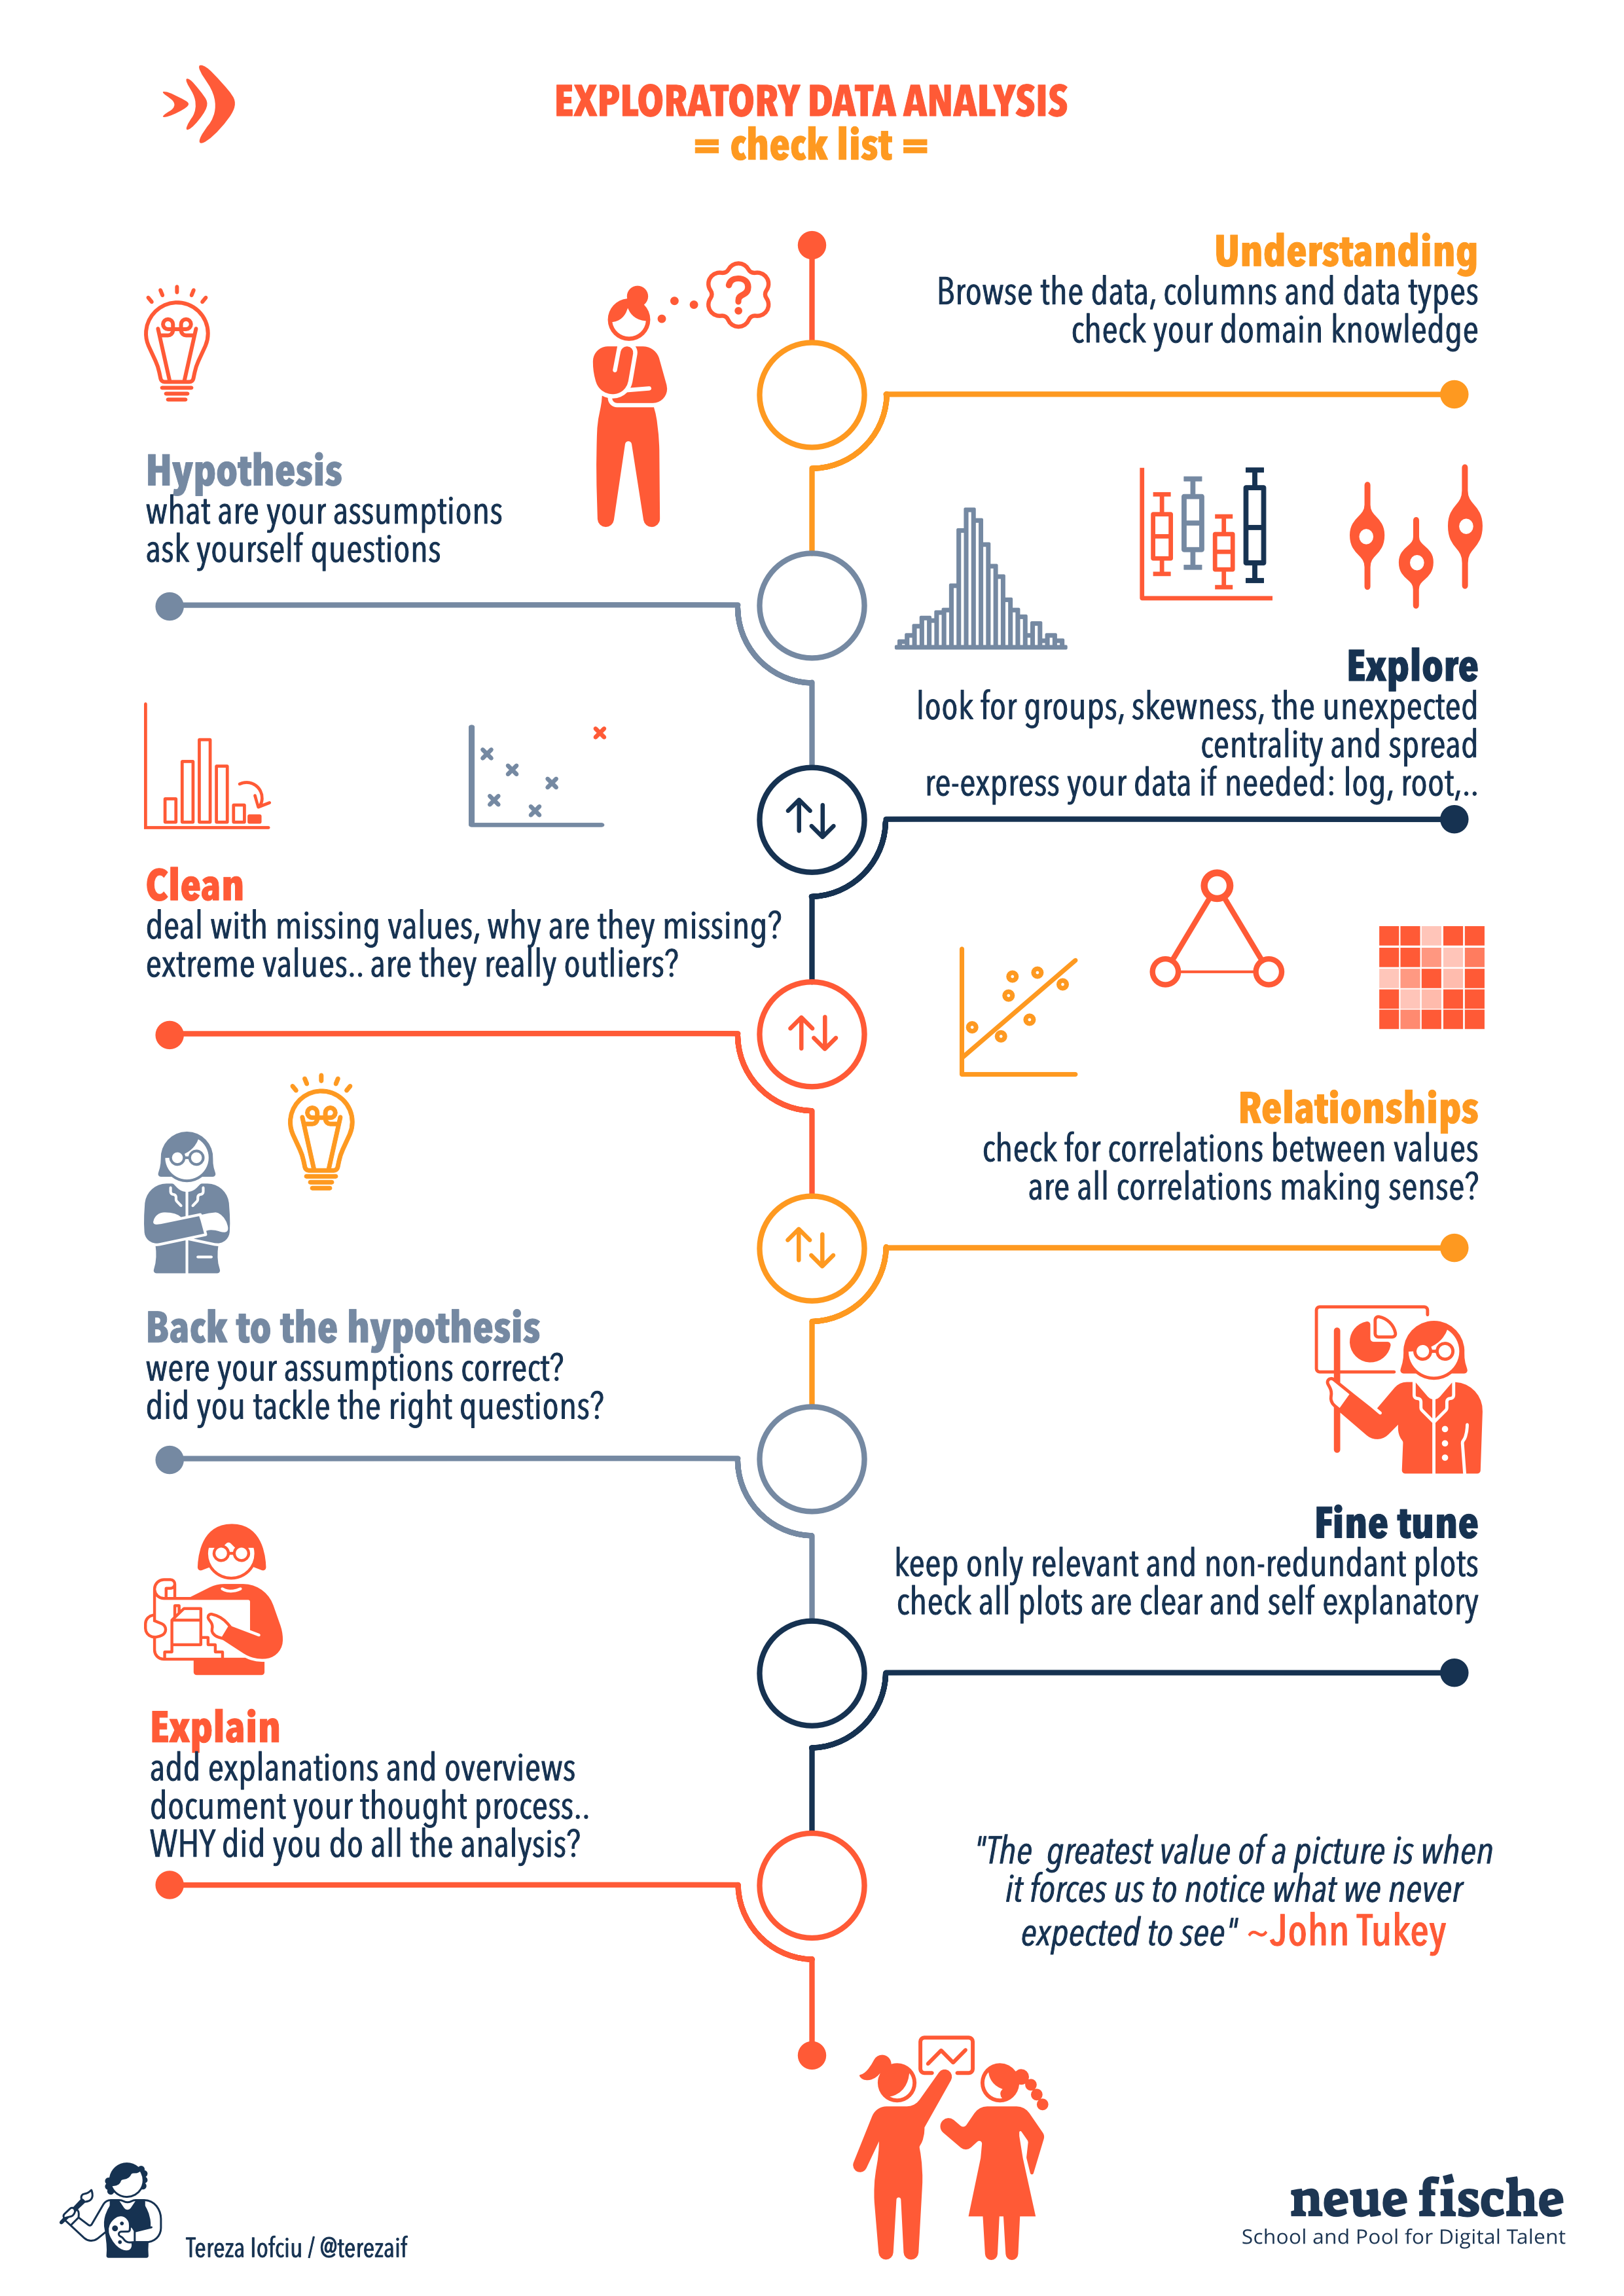 EXPLORATORY DATA ANALYSIS
= check list =
Understanding
Browse the data, columns and data types
check your domain knowledge
?
Hypothesis
what are your assumptions
ask yourself questions
Explore
look for groups, skewness, the unexpected
centrality and spread
re-express your data if needed: log, root,..
Clean
deal with missing values, why are they missing?
extreme values.. are they really outliers?
Relationships
check for correlations between values
are all correlations making sense?
Back to the hypothesis
were your assumptions correct?
did you tackle the right questions?
Fine tune
keep only relevant and non-redundant plots
check all plots are clear and self explanatory
Explain
add explanations and overviews
document your thought process..
WHY did you do all the analysis?
"The greatest value of a picture is when
it forces us to notice what we never
expected to see" ~John Tukey
Tereza Iofciu / @terezaif
neue fische
School and Pool for Digital Talent